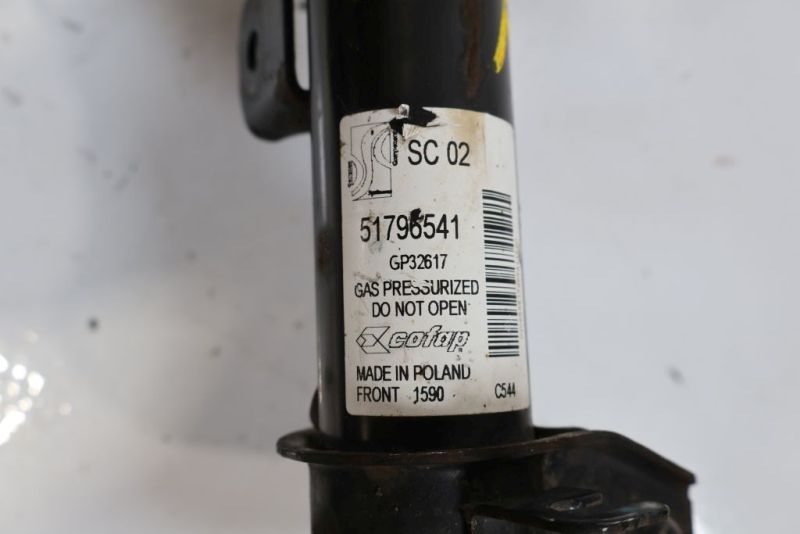 SC 02
51796541
GP32617
GAS PRESSURIZED
DO NOT OPEN
cofap
MADE IN POLAND
FRONT 1590 C544